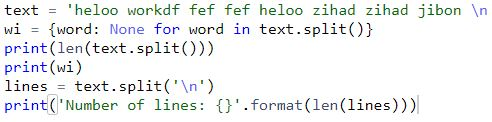 text = 'heloo workdf fef fef heloo zihad zihad jibon \n
wi = {word: None for word in text.split()}
print(len(text.split()))
print(wi)
lines = text.split('\n')
print('Number of lines: {}'.format(len(lines)))